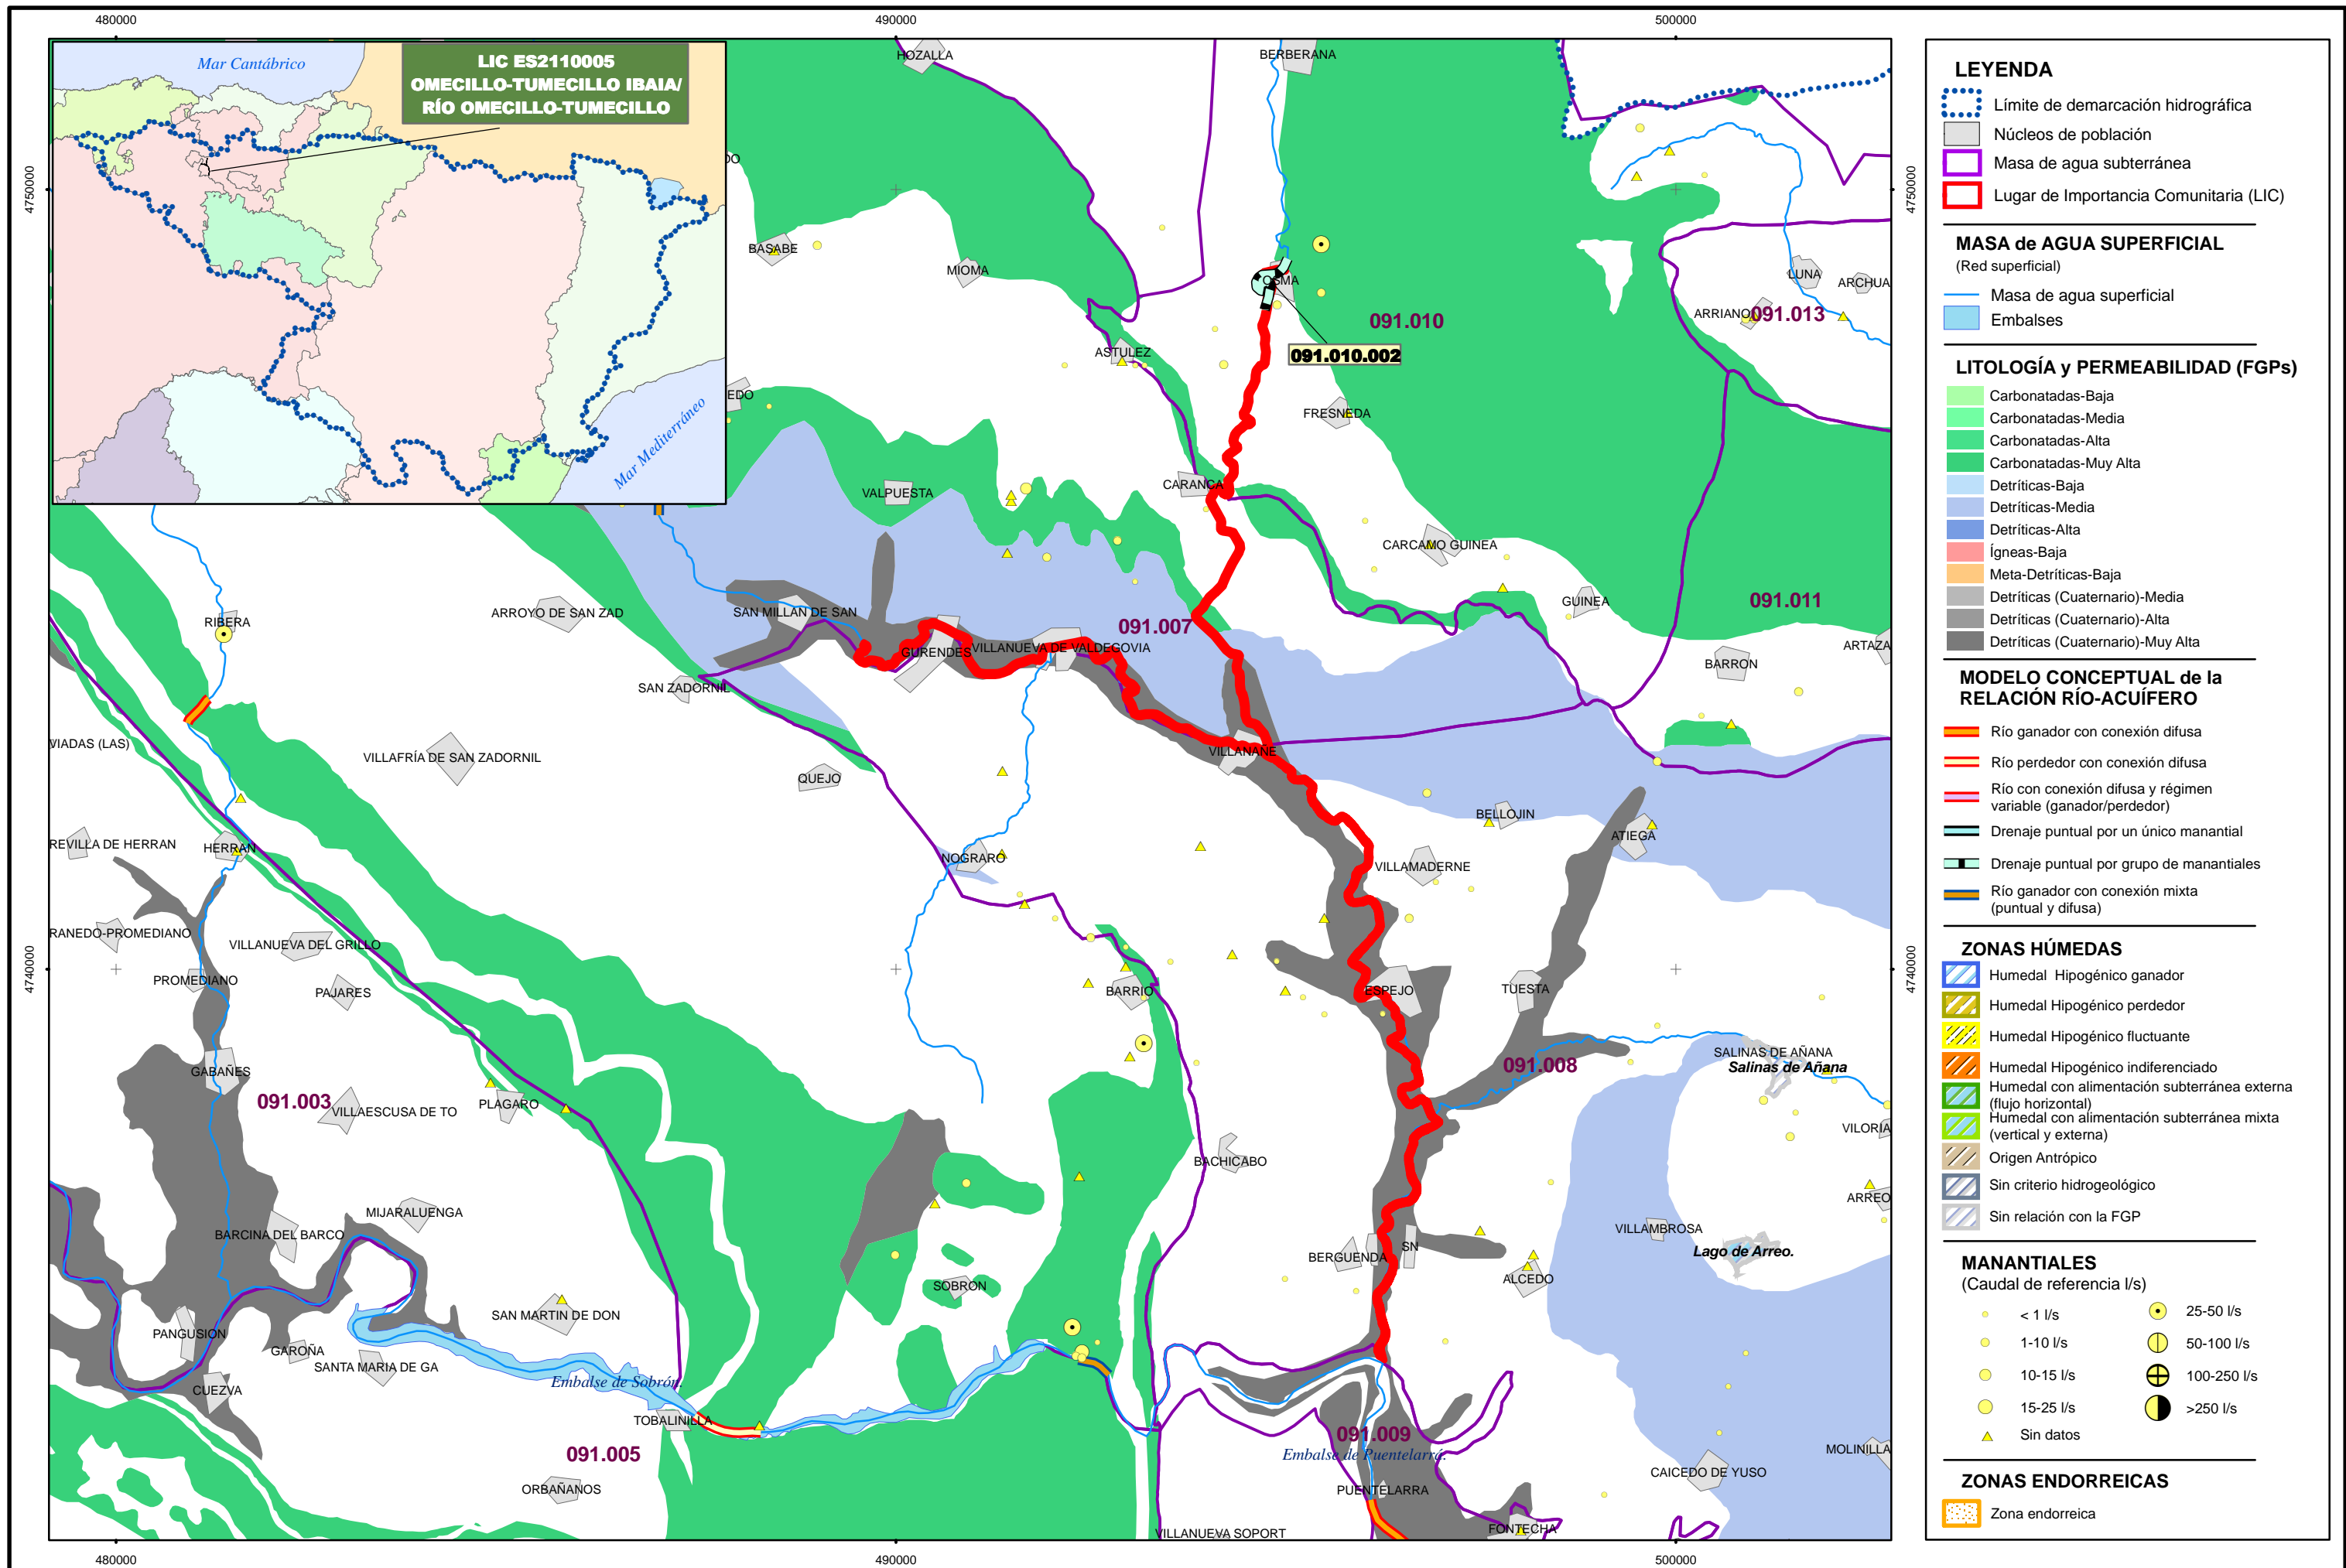 480000
490000
500000
4750000
4740000
4750000
4740000
480000
490000
500000
Mar Cantábrico
LIC ES2110005
OMECILLO-TUMECILLO IBAIA/
RÍO OMECILLO-TUMECILLO
Mar Mediterráneo
HOZALLA
BERBERANA
DO
BASABE
MIOMA
OSMA
LUNA
ARCHUA
ARRIANO
091.013
091.010
091.010.002
ASTULEZ
EDO
FRESNEDA
VALPUESTA
CARANCA
CARCAMO GUINEA
GUINEA
091.011
RIBERA
ARROYO DE SAN ZAD
SAN MILLAN DE SAN
091.007
GURENDES
VILLANUEVA DE VALDEGOVIA
ARTAZA
BARRON
SAN ZADORNIL
VIADAS (LAS)
VILLAFRÍA DE SAN ZADORNIL
QUEJO
VILLANAÑE
BELLOJIN
ATIEGA
REVILLA DE HERRAN
HERRAN
NOGRARO
VILLAMADERNE
RANEDO-PROMEDIANO
VILLANUEVA DEL GRILLO
PROMEDIANO
PAJARES
BARRIO
ESPEJO
TUESTA
GABAÑES
091.003
VILLAESCUSA DE TO
PLAGARO
091.008
SALINAS DE AÑANA
Salinas de Añana
VILORIA
BACHICABO
ARREO
MIJARALUENGA
BARCINA DEL BARCO
VILLAMBROSA
Lago de Arreo.
BERGUENDA
SN
ALCEDO
SOBRON
SAN MARTIN DE DON
PANGUSION
GAROÑA
SANTA MARIA DE GA
CUEZVA
Embalse de Sobrón.
TOBALINILLA
091.005
091.009
Embalse de Puentelarrá.
MOLINILLA
CAICEDO DE YUSO
ORBAÑANOS
PUENTELARRA
VILLANUEVA SOPORT
FONTECHA
LEYENDA
Límite de demarcación hidrográfica
Núcleos de población
Masa de agua subterránea
Lugar de Importancia Comunitaria (LIC)
MASA de AGUA SUPERFICIAL
(Red superficial)
Masa de agua superficial
Embalses
LITOLOGÍA y PERMEABILIDAD (FGPs)
Carbonatadas-Baja
Carbonatadas-Media
Carbonatadas-Alta
Carbonatadas-Muy Alta
Detríticas-Baja
Detríticas-Media
Detríticas-Alta
Ígneas-Baja
Meta-Detríticas-Baja
Detríticas (Cuaternario)-Media
Detríticas (Cuaternario)-Alta
Detríticas (Cuaternario)-Muy Alta
MODELO CONCEPTUAL de la
RELACIÓN RÍO-ACUÍFERO
Río ganador con conexión difusa
Río perdedor con conexión difusa
Río con conexión difusa y régimen
variable (ganador/perdedor)
Drenaje puntual por un único manantial
Drenaje puntual por grupo de manantiales
Río ganador con conexión mixta
(puntual y difusa)
ZONAS HÚMEDAS
Humedal Hipogénico ganador
Humedal Hipogénico perdedor
Humedal Hipogénico fluctuante
Humedal Hipogénico indiferenciado
Humedal con alimentación subterránea externa
(flujo horizontal)
Humedal con alimentación subterránea mixta
(vertical y externa)
Origen Antrópico
Sin criterio hidrogeológico
Sin relación con la FGP
MANANTIALES
(Caudal de referencia l/s)
< 1 l/s
1-10 l/s
10-15 l/s
15-25 l/s
Sin datos
25-50 l/s
50-100 l/s
100-250 l/s
>250 l/s
ZONAS ENDORREICAS
Zona endorreica